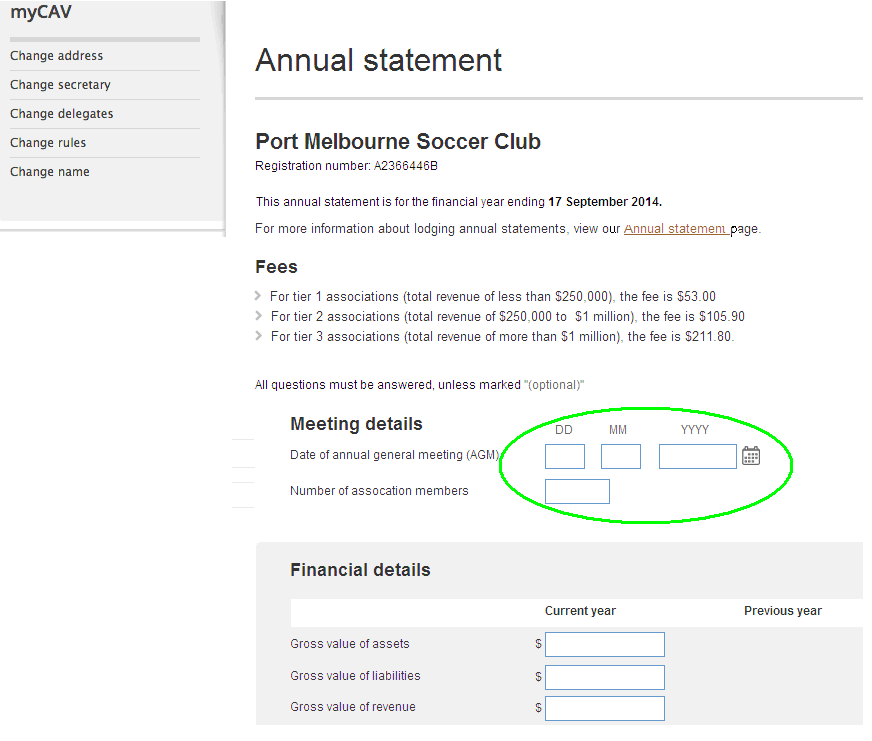 myCAV
Change address
Change secretary
Change delegates
Change rules
Change name
Annual statement
Port Melbourne Soccer Club
Registration number: A2366446B
This annual statement is for the financial year ending 17 September 2014.
For more information about lodging annual statements, view our Annual statement page.
Fees
For tier 1 associations (total revenue of less than $250,000), the fee is $53.00
For tier 2 associations (total revenue of $250,000 to $1 million), the fee is $105.90
For tier 3 associations (total revenue of more than $1 million), the fee is $211.80.
All questions must be answered, unless marked "(optional)"
Meeting details
DD MM YYYY
Date of annual general meeting (AGM)
Number of assocation members
Financial details
Current year Previous year
Gross value of assets $
Gross value of liabilities $
Gross value of revenue $